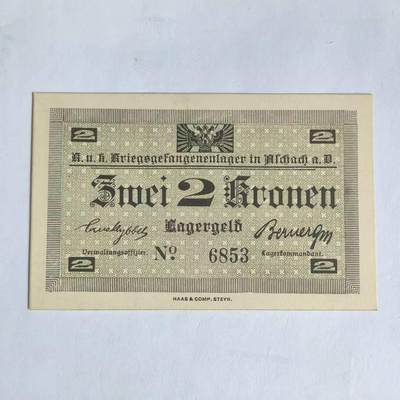 2 2
K. u. k. Kriegsgefangenenlager in Aschach a. D.
Zwei 2 Kronen
Lagergeld
Verwaltungsoffizier. No. 6853 Lagerkommandant.
2 2
HAAS & COMP. STEYR.